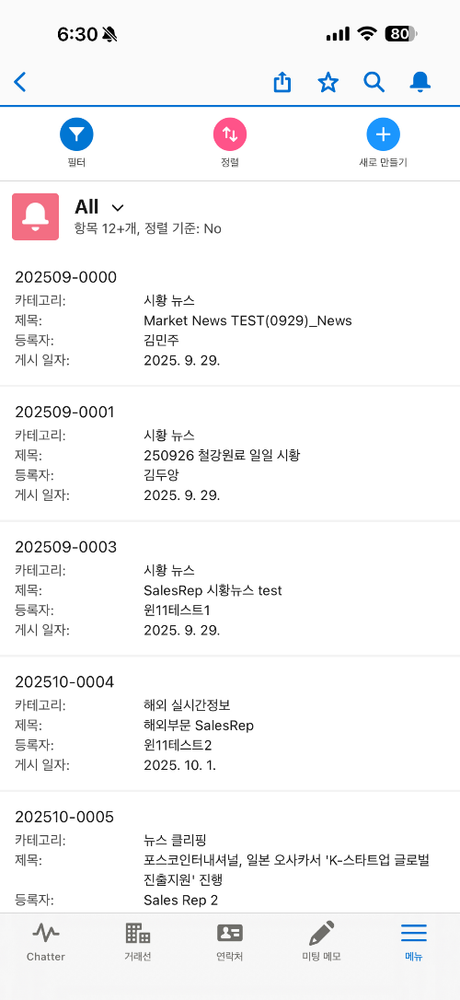 6:30
80
필터
정렬
새로 만들기
All
항목 12+개, 정렬 기준: No
202509-0000
카테고리: 시황 뉴스
제목: Market News TEST(0929)_News
등록자: 김민주
게시 일자: 2025. 9. 29.
202509-0001
카테고리: 시황 뉴스
제목: 250926 철강원료 일일 시황
등록자: 김두앙
게시 일자: 2025. 9. 29.
202509-0003
카테고리: 시황 뉴스
제목: SalesRep 시황뉴스 test
등록자: 윈11테스트1
게시 일자: 2025. 9. 29.
202510-0004
카테고리: 해외 실시간정보
제목: 해외부문 SalesRep
등록자: 윈11테스트2
게시 일자: 2025. 10. 1.
202510-0005
카테고리: 뉴스 클리핑
제목: 포스코인터내셔널, 일본 오사카서 'K-스타트업 글로벌
진출지원' 진행
등록자: Sales Rep 2
Chatter
거래선
연락처
미팅 메모
메뉴